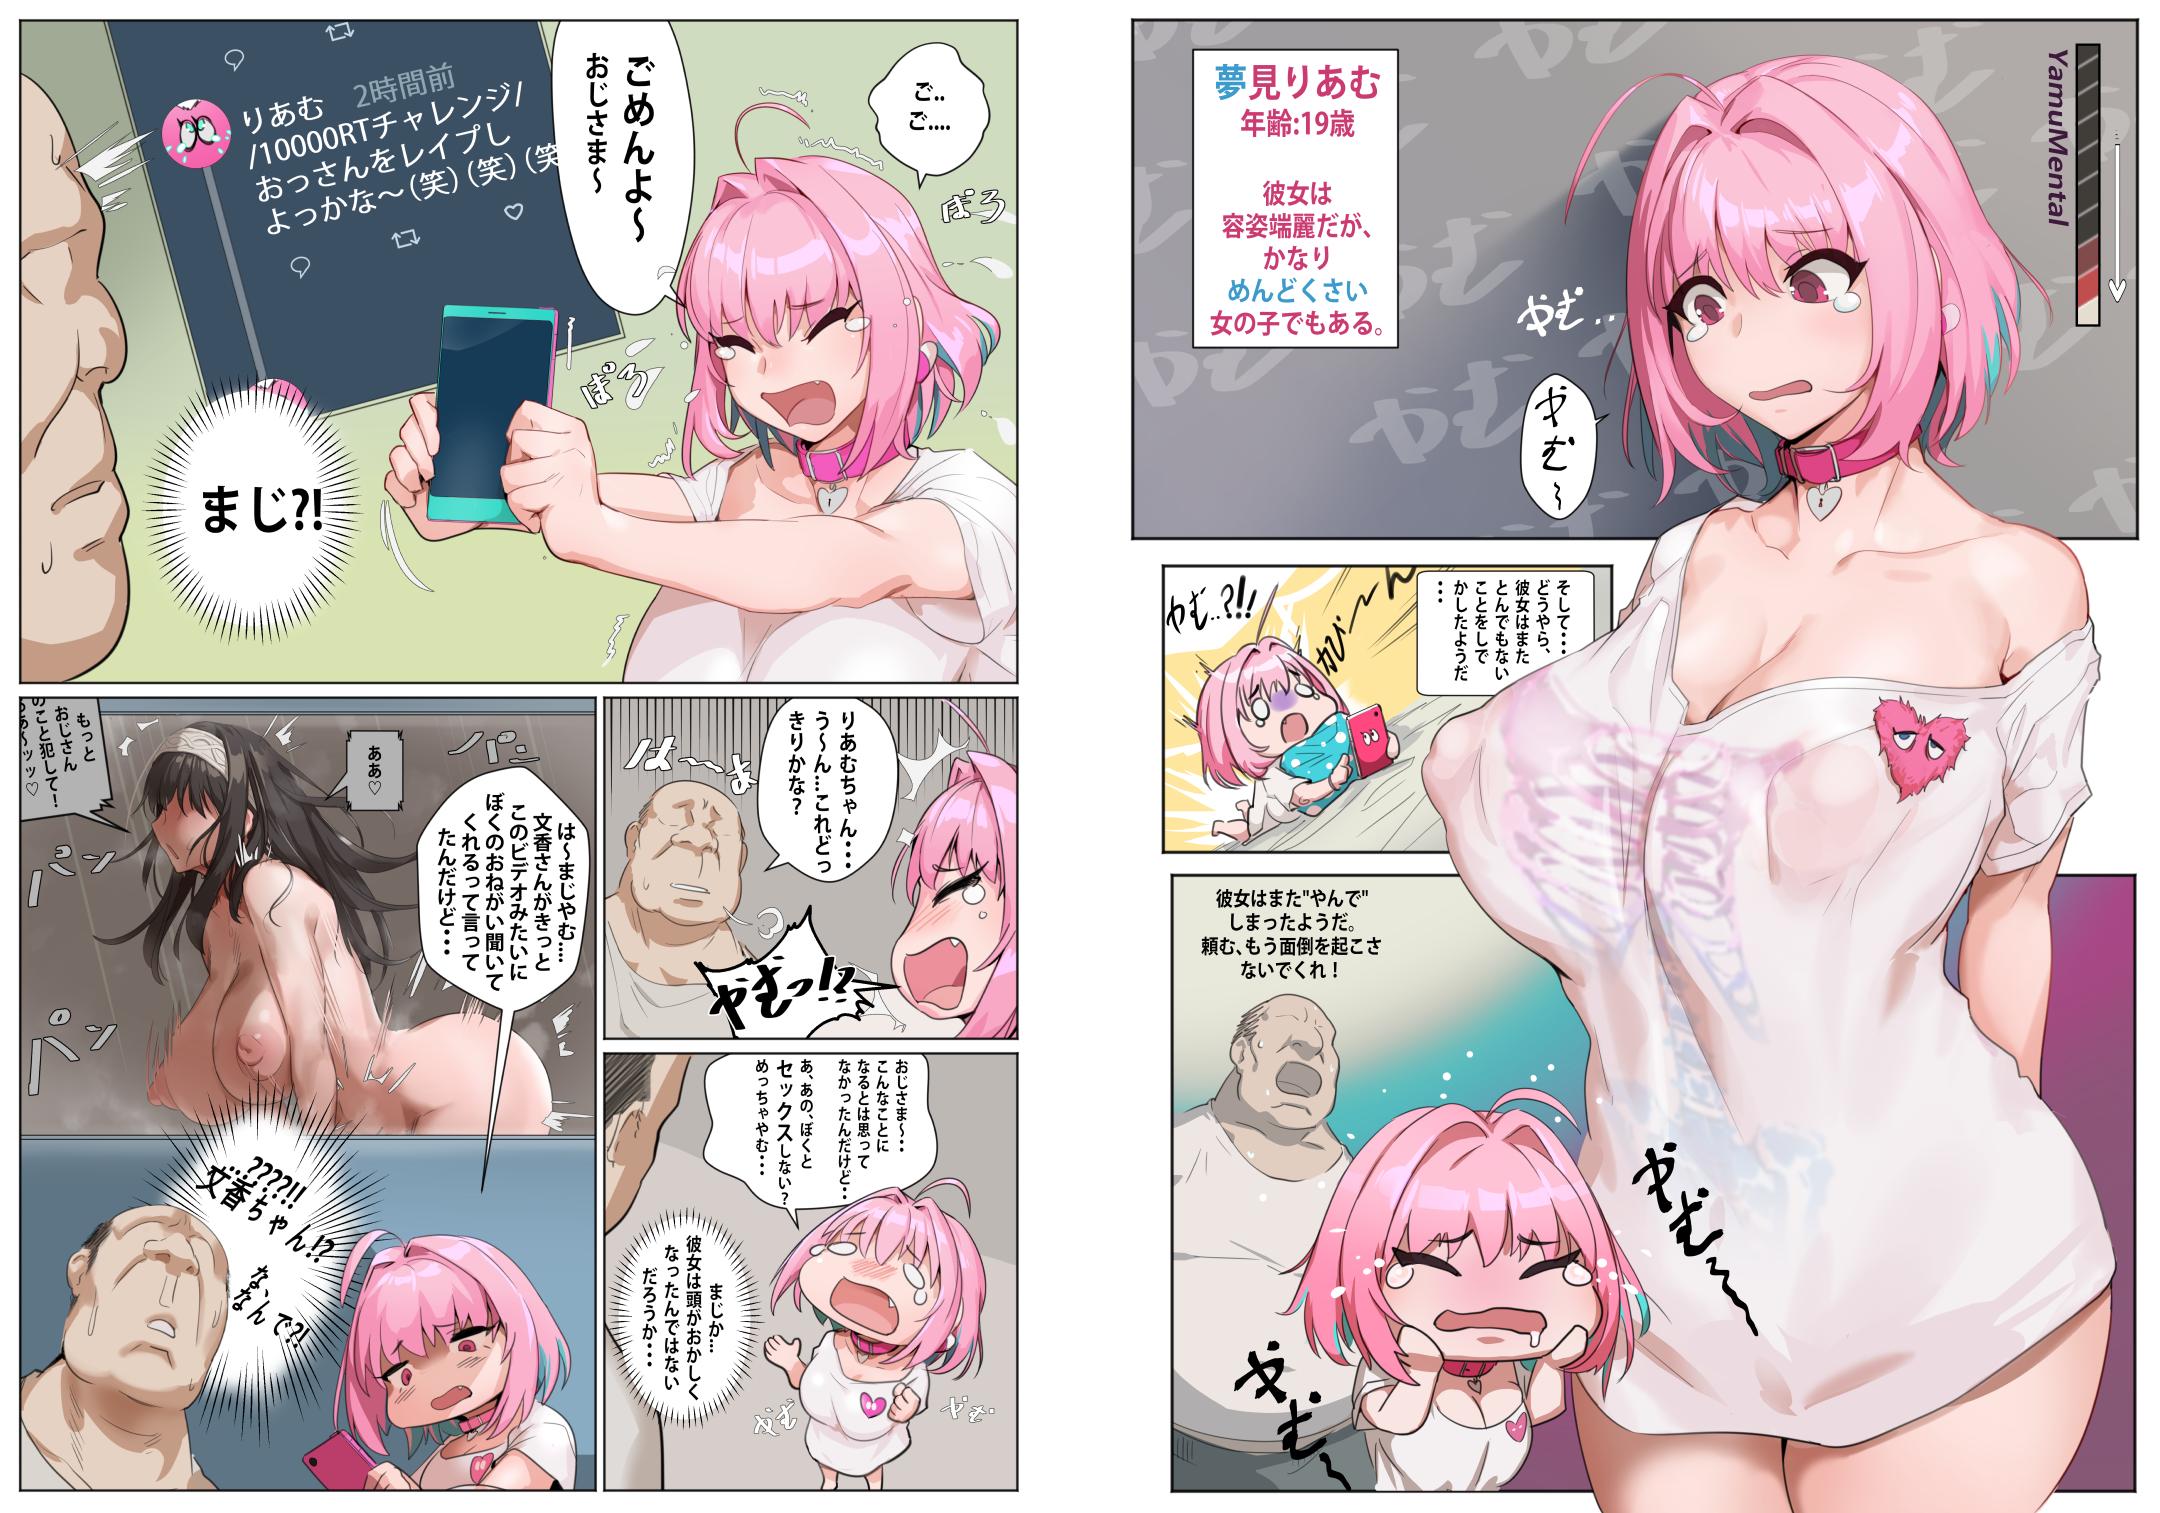 YamuMental
夢見りあむ
年齢:19歳
彼女は
容姿端麗だが、
かなり
めんどくさい
女の子でもある。
やむ..
やむ~
そして・・・
どうやら、
彼女はまた
とんでもない
ことをしで
かしたようだ
・・・
やむ..?!!
ガビーーん
彼女はまた"やんで"
しまったようだ。
頼む、もう面倒を起こさ
ないでくれ!
やむ~
やむ~
ご..
ご....
ごめんよ~
おじさま~
ぽろ
ぽろ
りあむ
2時間前
/10000RTチャレンジ/
おっさんをレイプし
よっかな~(笑)(笑)(笑
まじ?!
りあむちゃん・・・
う~ん...これどっ
きりかな?
は~ぁ
やむっ!?
おじさま~・・
こんなことに
なるとは思って
なかったんだけど・・
あ、あの、ぼくと
セックスしない?
めっちゃやむ・・・
まじか...
彼女は頭がおかしく
なったんではない
だろうか・・・
やむ
やむ.
もっと
おじさん
のこと犯して!
ああ~ッッッ♡
ああ♡
パン
パン
パン
は~まじやむ...
文香さんがきっと
このビデオみたいに
ぼくのおねがい聞いて
くれるって言って
たんだけど・・・
...????!!
文香ちゃん!?
な、
なんで?!